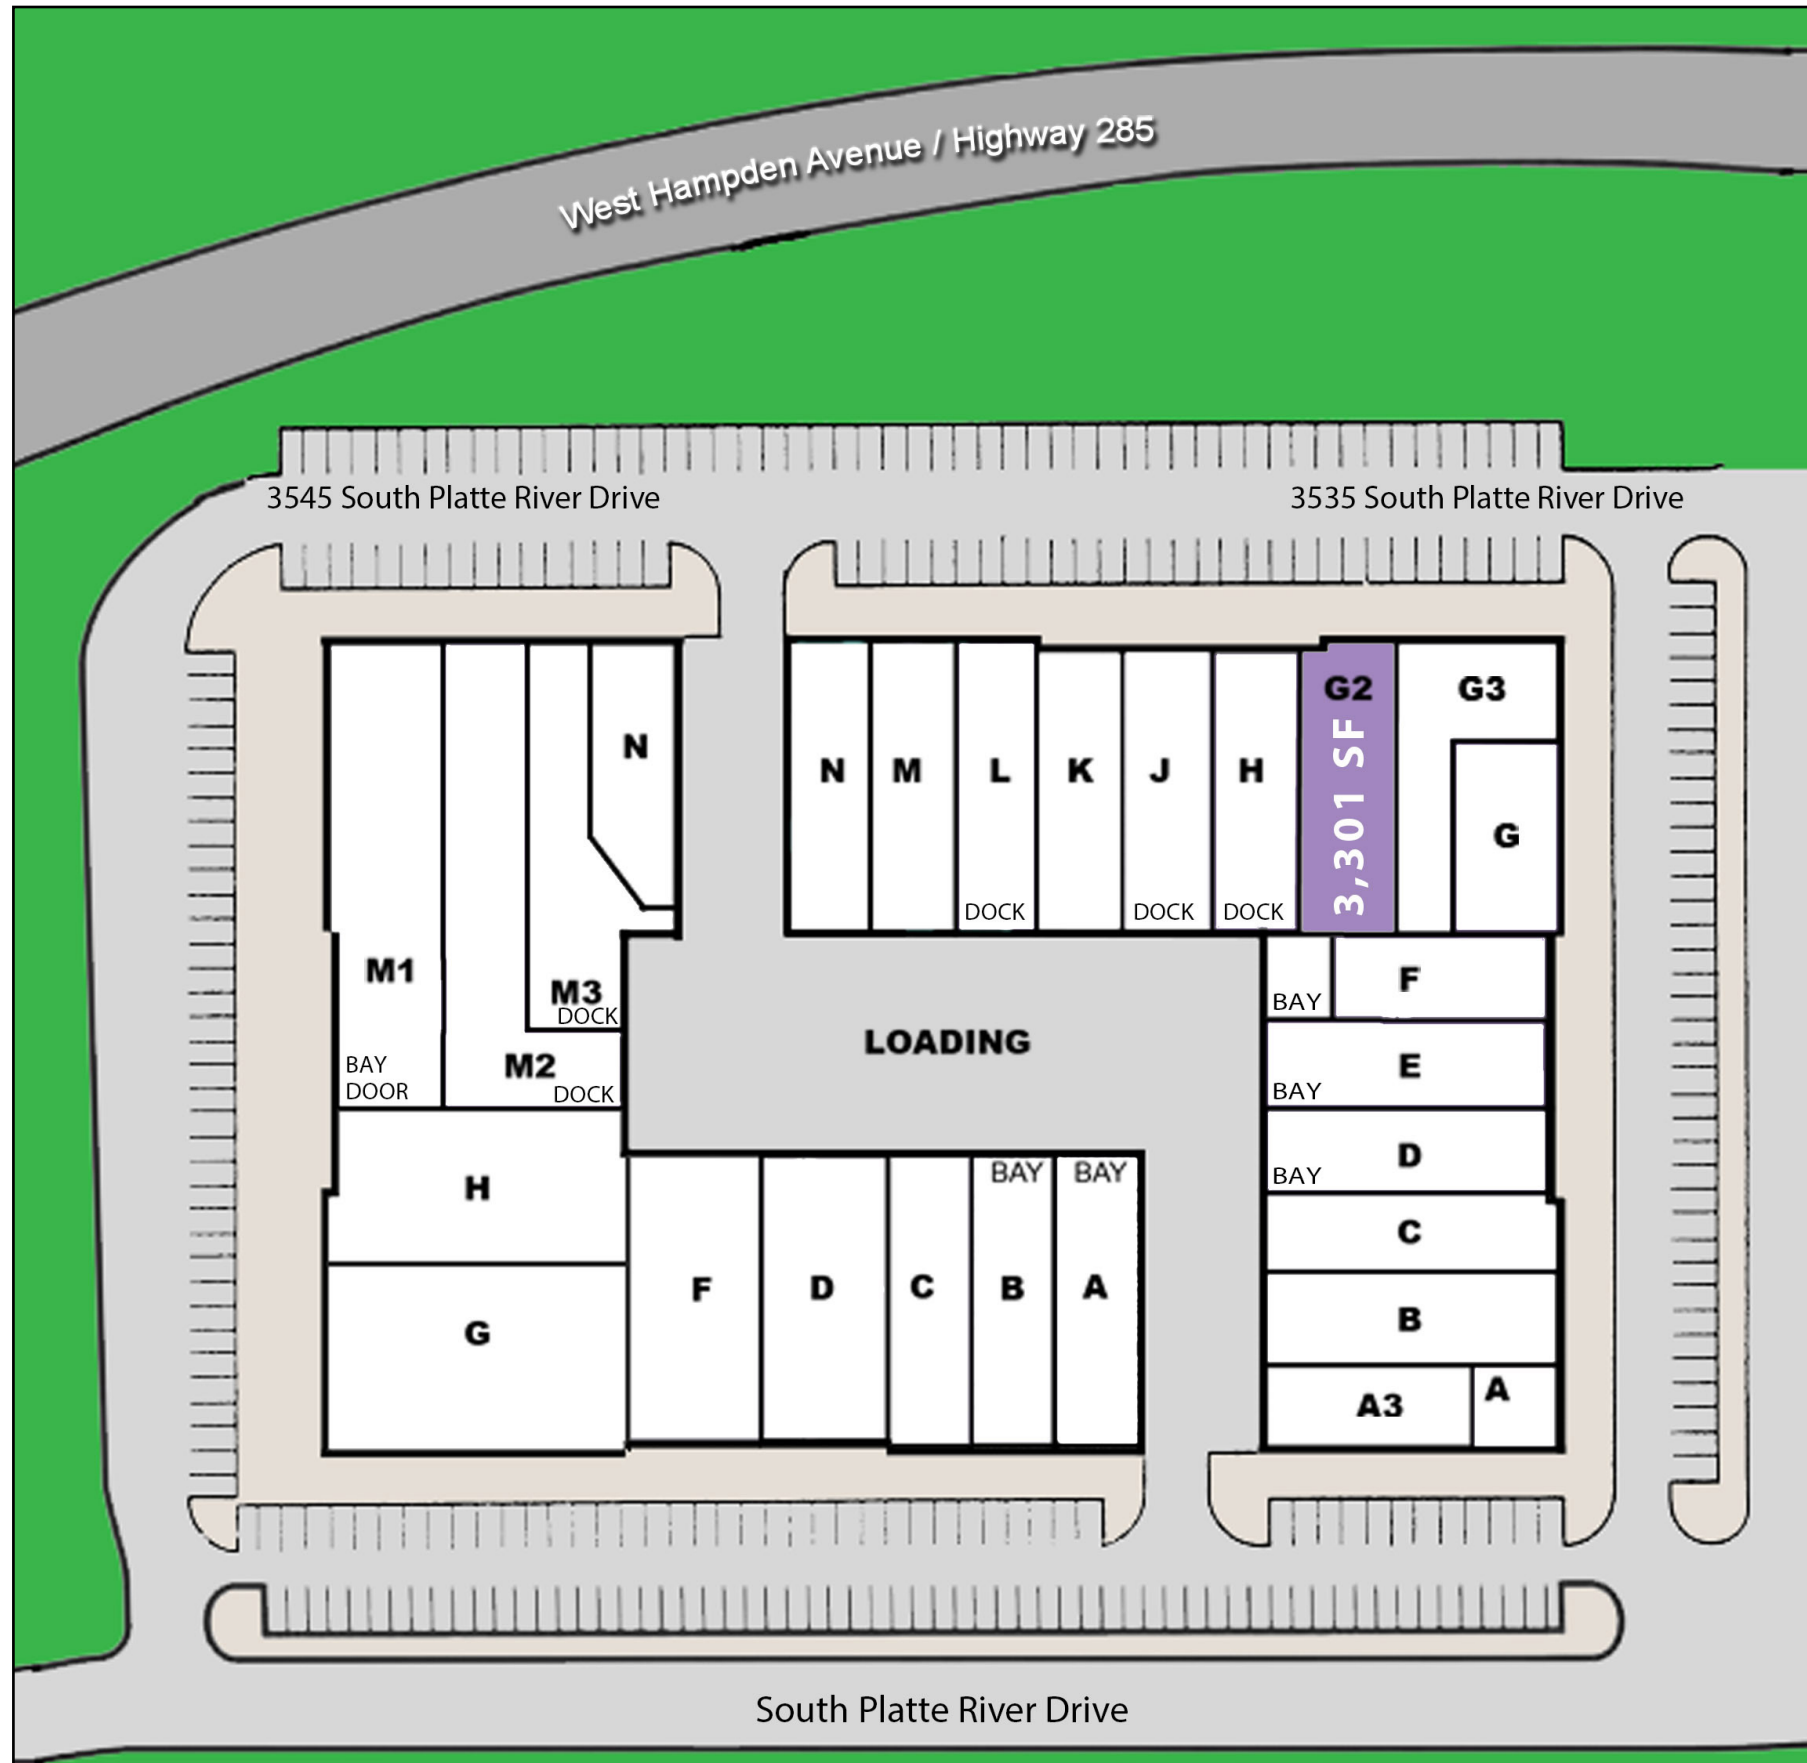 West Hampden Avenue / Highway 285
3545 South Platte River Drive
3535 South Platte River Drive
N
M1
BAY
DOOR
M3
DOCK
M2
DOCK
H
G
F
D
C
BAY
B
BAY
A
LOADING
N
M
L
DOCK
K
J
DOCK
H
DOCK
G2
3,301 SF
G3
G
BAY
F
BAY
E
BAY
D
C
B
A3
A
South Platte River Drive